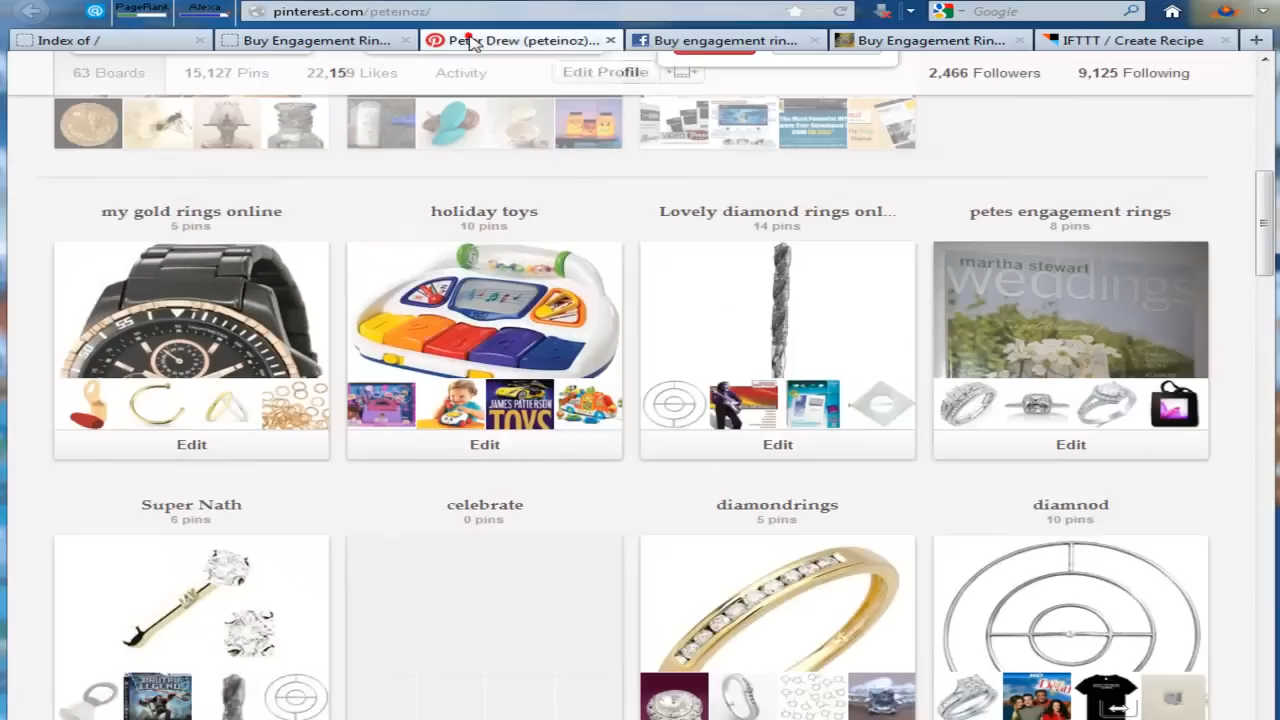 PageRank
Alexa
pinterest.com/peteinoz/
Google
Index of /
Buy Engagement Rin...
Peter Drew (peteinoz)...
Buy engagement rin...
Buy Engagement Rin...
IFTTT / Create Recipe
63 Boards
15,127 Pins
22,159 Likes
Activity
Edit Profile
2,466 Followers
9,125 Following
my gold rings online
5 pins
holiday toys
10 pins
Lovely diamond rings onl...
14 pins
petes engagement rings
8 pins
martha stewart
weddings
JAMES PATTERSON
TOYS
Edit
Edit
Edit
Edit
Super Nath
6 pins
celebrate
0 pins
diamondrings
5 pins
diamnod
10 pins
BRUTAL
LEGEND